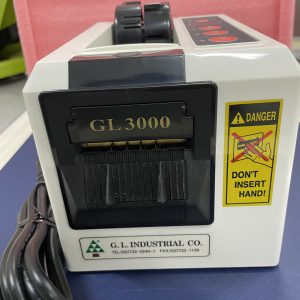 GL3000
DANGER
DON'T
INSERT
HAND!
G.L. INDUSTRIAL CO.